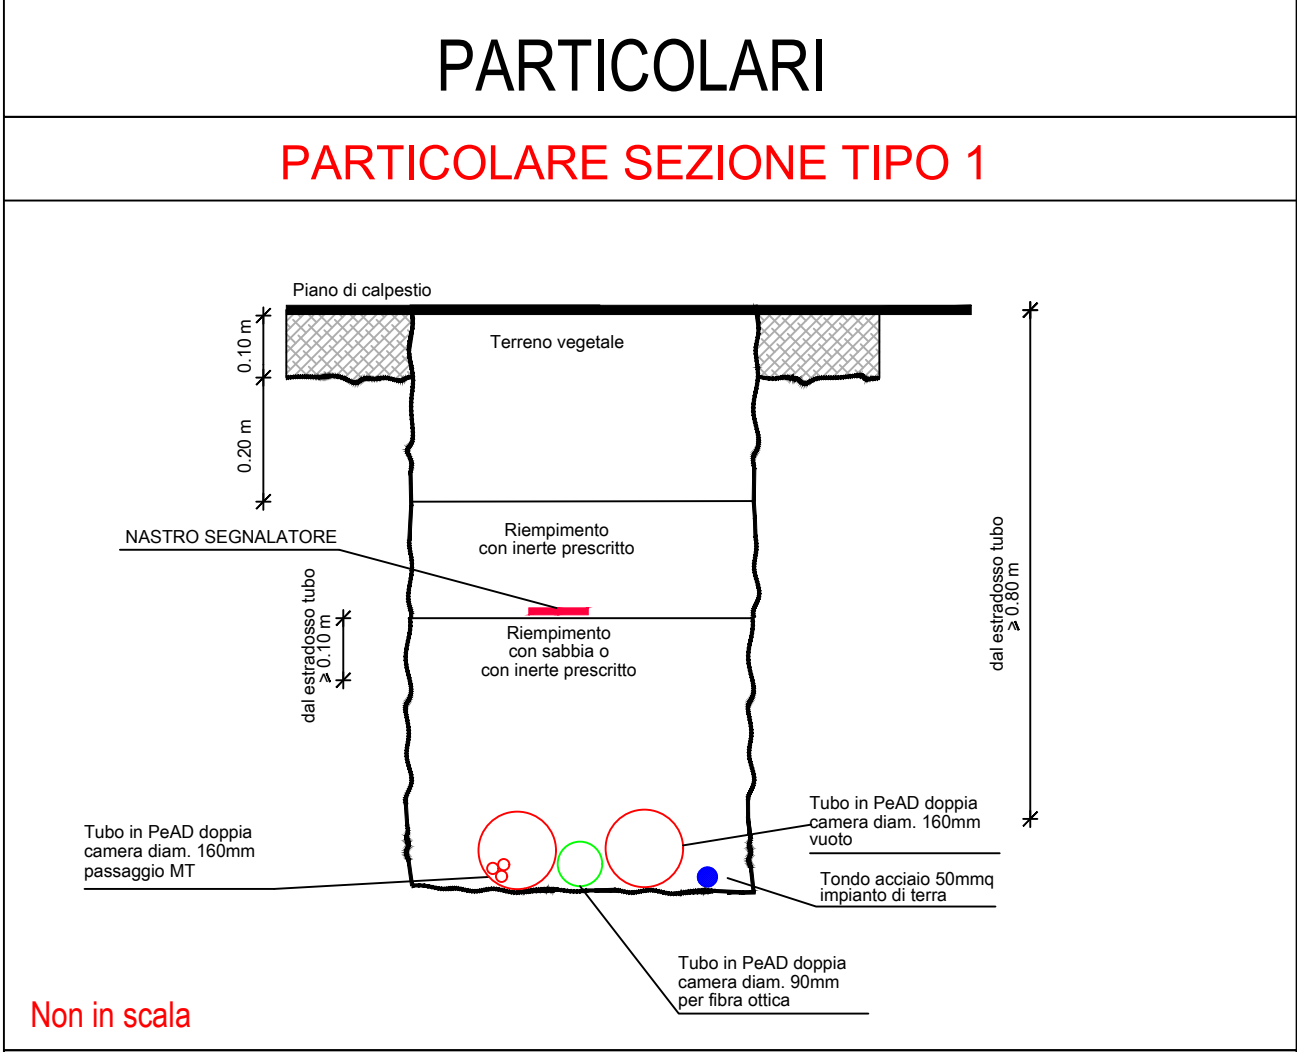 PARTICOLARI
PARTICOLARE SEZIONE TIPO 1
Piano di calpestio
0.10 m
Terreno vegetale
0.20 m
NASTRO SEGNALATORE
Riempimento
con inerte prescritto
dal estradosso tubo
⩾ 0.10 m
Riempimento
con sabbia o
con inerte prescritto
dal estradosso tubo
⩾ 0.80 m
Tubo in PeAD doppia
camera diam. 160mm
passaggio MT
Tubo in PeAD doppia
camera diam. 160mm
vuoto
Tondo acciaio 50mmq
impianto di terra
Tubo in PeAD doppia
camera diam. 90mm
per fibra ottica
Non in scala